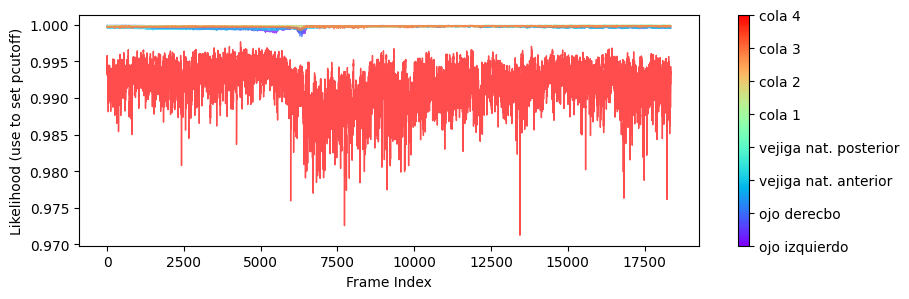 Likelihood (use to set pcutoff)
1.000
0.995
0.990
0.985
0.980
0.975
0.970
0
2500
5000
7500
10000
12500
15000
17500
Frame Index
cola 4
cola 3
cola 2
cola 1
vejiga nat. posterior
vejiga nat. anterior
ojo derecbo
ojo izquierdo